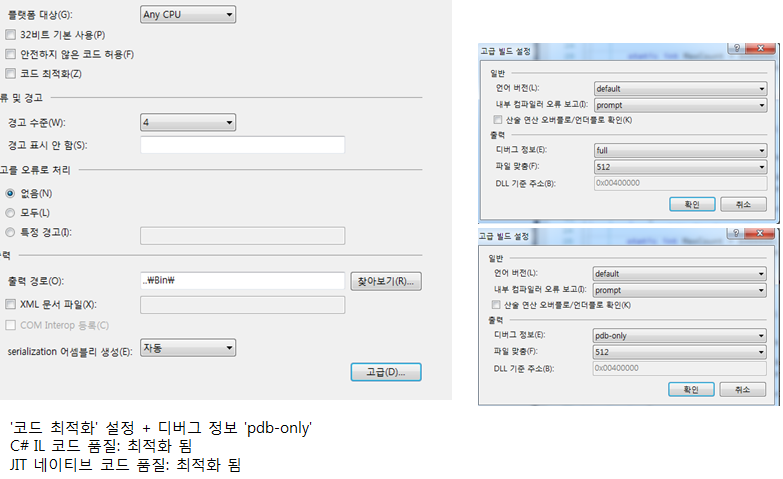 플랫폼 대상(G):
Any CPU
32비트 기본 사용(P)
안전하지 않은 코드 허용(F)
코드 최적화(Z)
류 및 경고
경고 수준(W):
4
경고 표시 안 함(S):
고를 오류로 처리
없음(N)
모두(L)
특정 경고(I):
력
출력 경로(O):
..₩Bin₩
찾아보기(R)...
XML 문서 파일(X):
COM Interop 등록(C)
serialization 어셈블리 생성(E):
자동
고급(D)...
고급 빌드 설정
일반
언어 버전(L):
default
내부 컴파일러 오류 보고(I):
prompt
산술 연산 오버플로/언더플로 확인(K)
출력
디버그 정보(E):
full
파일 맞춤(F):
512
DLL 기준 주소(B):
0x00400000
확인
취소
고급 빌드 설정
일반
언어 버전(L):
default
내부 컴파일러 오류 보고(I):
prompt
산술 연산 오버플로/언더플로 확인(K)
출력
디버그 정보(E):
pdb-only
파일 맞춤(F):
512
DLL 기준 주소(B):
0x00400000
확인
취소
'코드 최적화' 설정 + 디버그 정보 'pdb-only'
C# IL 코드 품질: 최적화 됨
JIT 네이티브 코드 품질: 최적화 됨